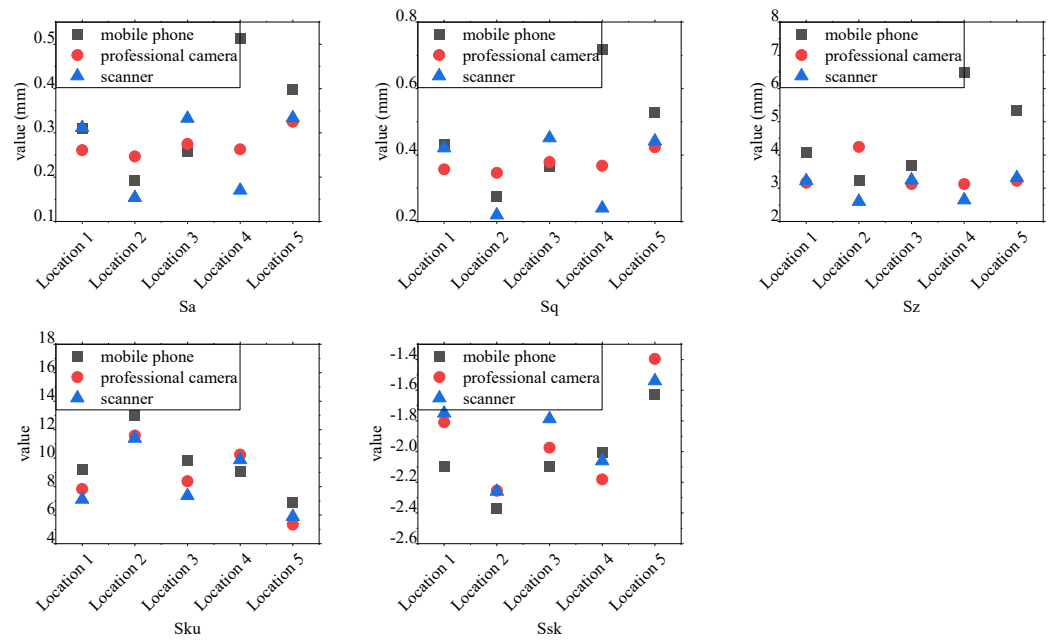 value (mm)
0.5
0.4
0.3
0.2
0.1
mobile phone
professional camera
scanner
Location 1
Location 2
Location 3
Location 4
Location 5
Sa
value (mm)
0.8
0.6
0.4
0.2
mobile phone
professional camera
scanner
Location 1
Location 2
Location 3
Location 4
Location 5
Sq
value (mm)
8
7
6
5
4
3
2
mobile phone
professional camera
scanner
Location 1
Location 2
Location 3
Location 4
Location 5
Sz
value
18
16
14
12
10
8
6
4
mobile phone
professional camera
scanner
Location 1
Location 2
Location 3
Location 4
Location 5
Sku
value
-1.4
-1.6
-1.8
-2.0
-2.2
-2.4
-2.6
mobile phone
professional camera
scanner
Location 1
Location 2
Location 3
Location 4
Location 5
Ssk